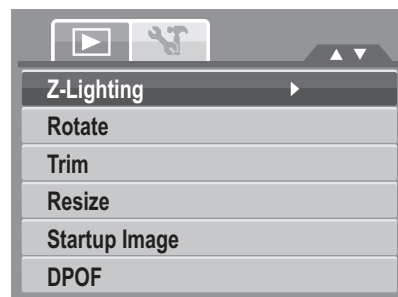 Z-Lighting
Rotate
Trim
Resize
Startup Image
DPOF